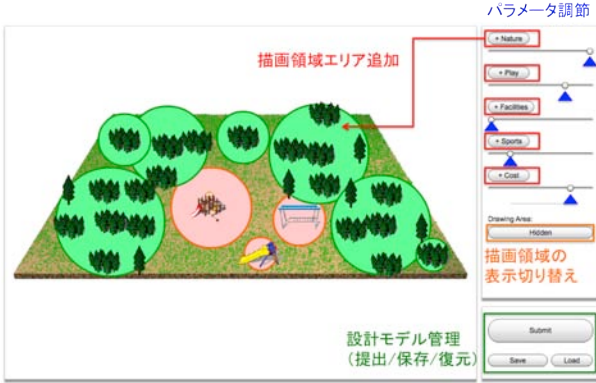 パラメータ調節
+ Nature
描画領域エリア追加
+ Play
+ Facilities
+ Sports
+ Cost
Drawing Area:
Hidden
描画領域の
表示切り替え
設計モデル管理
（提出/保存/復元）
Submit
Save
Load